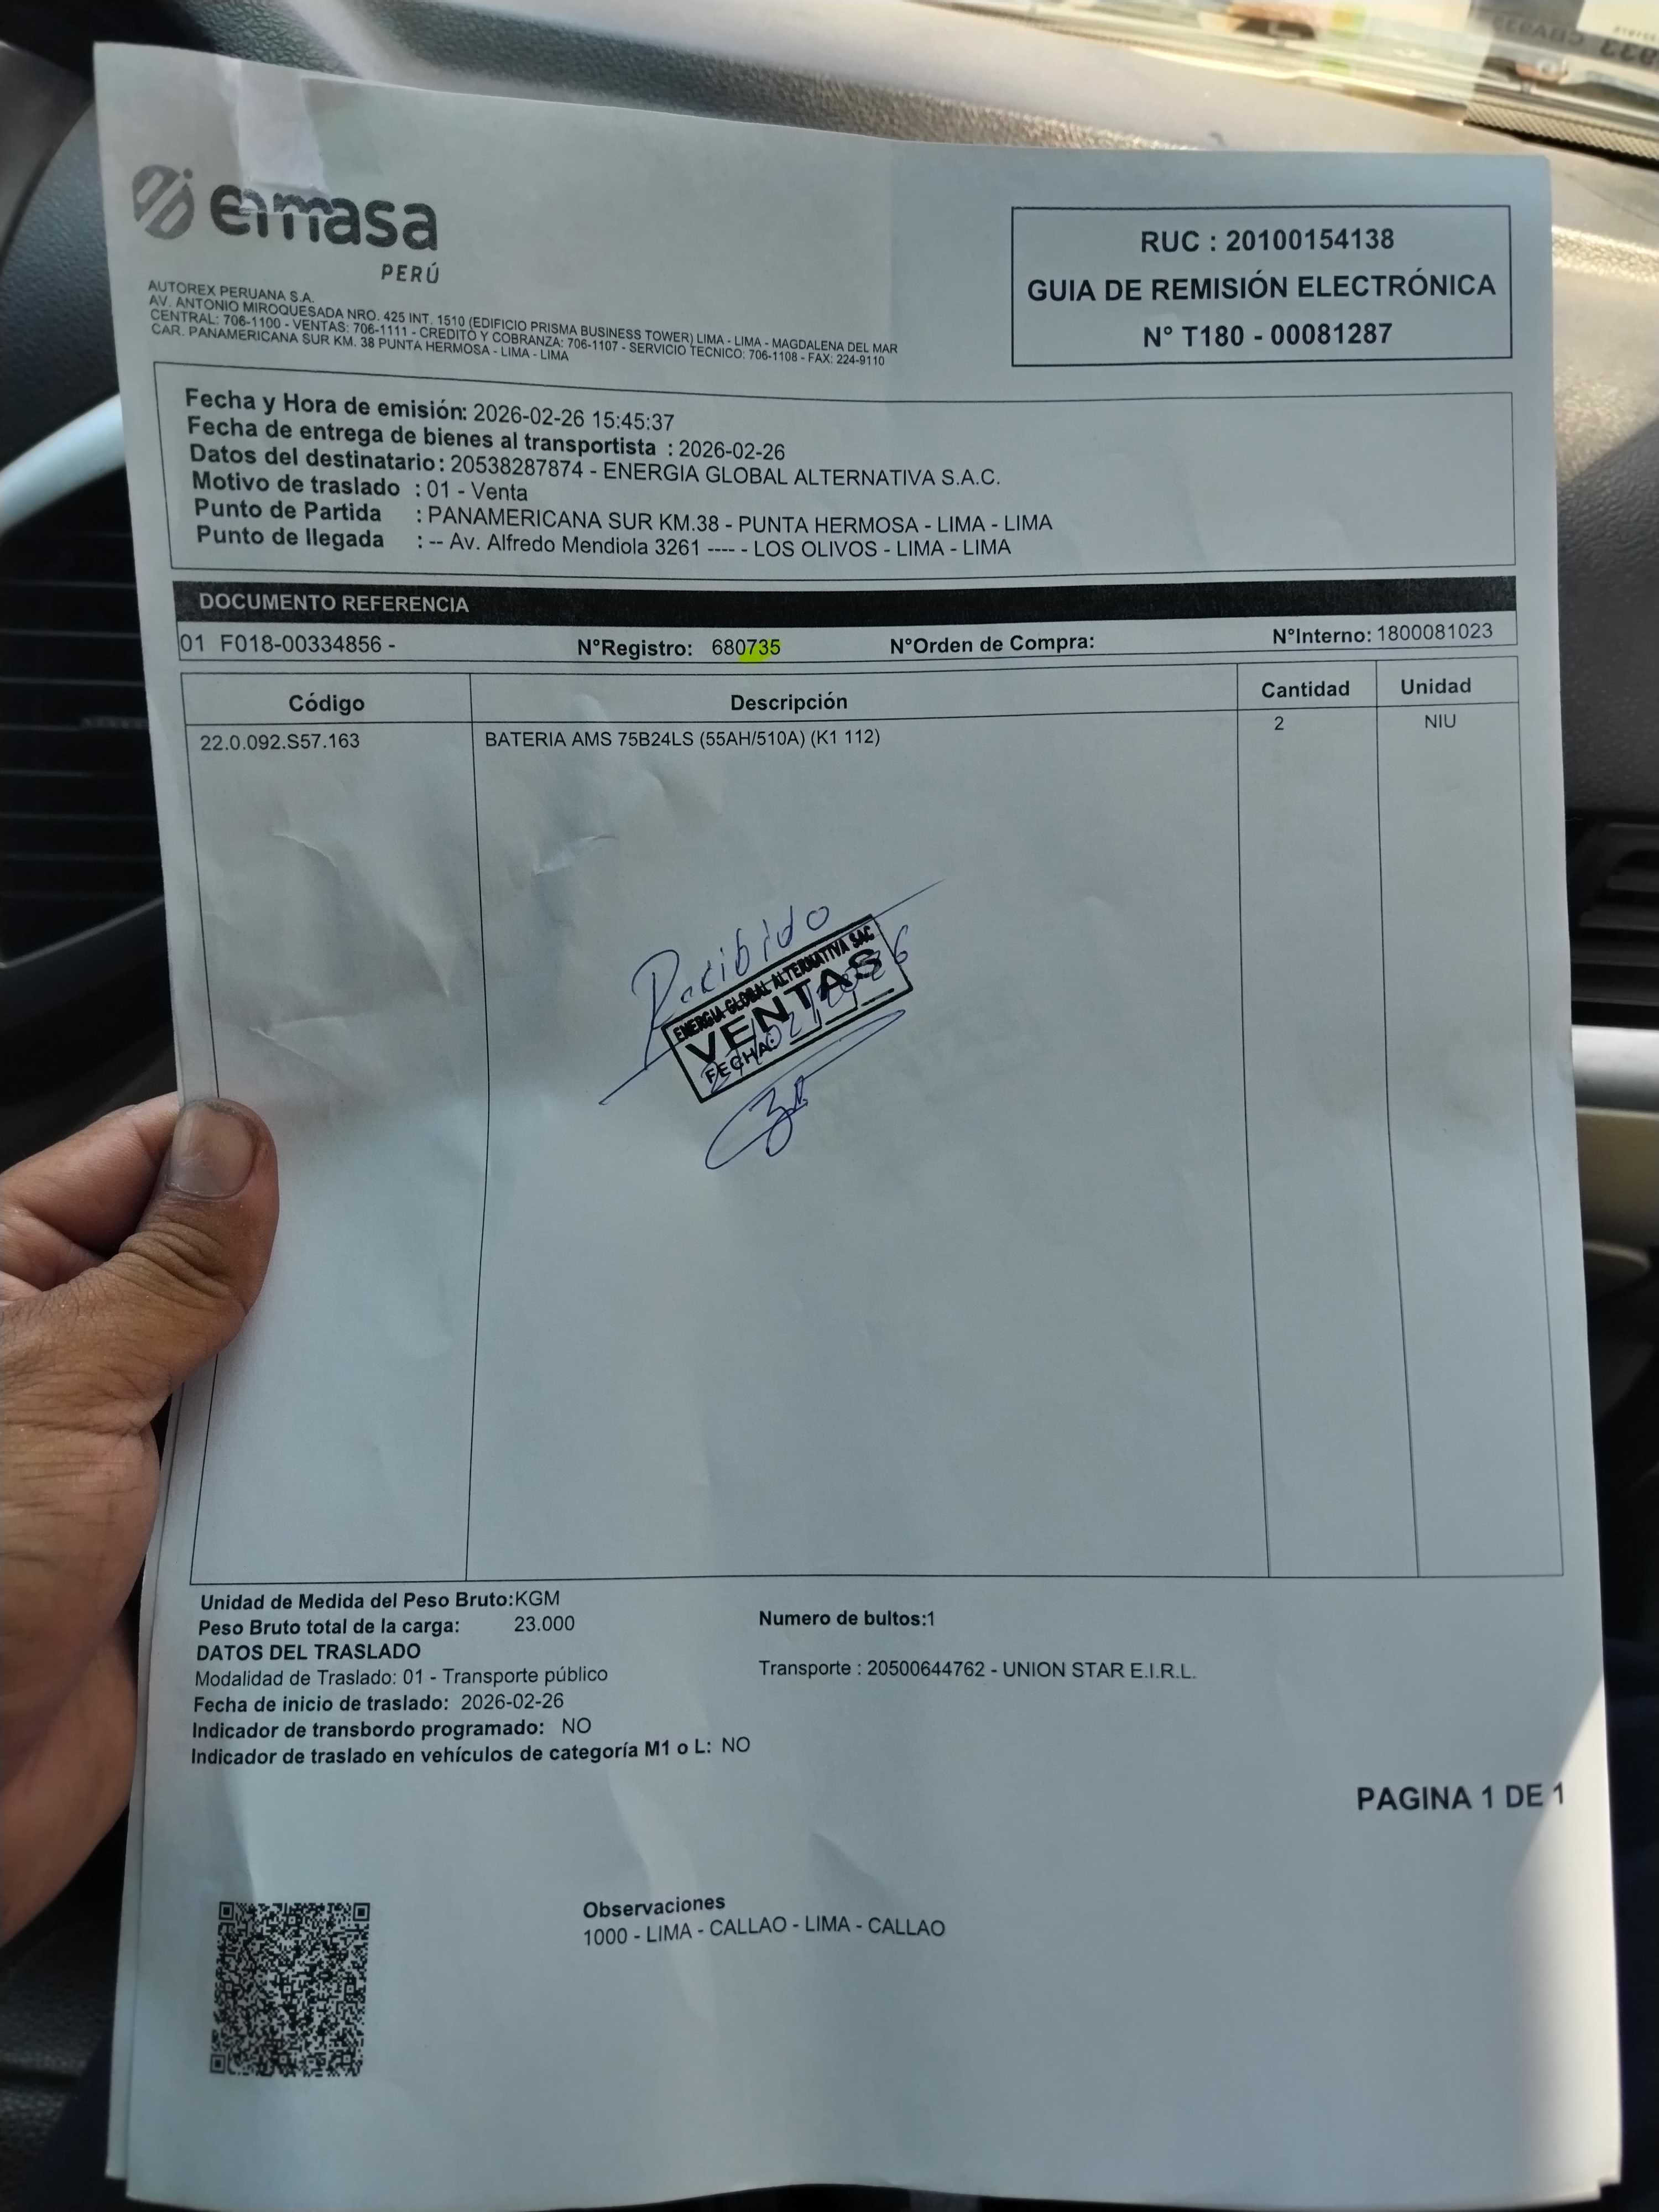 emasa
PERÚ
AUTOREX PERUANA S.A.
AV. ANTONIO MIROQUESADA NRO. 425 INT. 1510 (EDIFICIO PRISMA BUSINESS TOWER) LIMA - LIMA - MAGDALENA DEL MAR
CENTRAL: 706-1100 - VENTAS: 706-1111 - CREDITO Y COBRANZA: 706-1107 - SERVICIO TECNICO: 706-1108 - FAX: 224-9110
CAR. PANAMERICANA SUR KM. 38 PUNTA HERMOSA - LIMA - LIMA
RUC : 20100154138
GUIA DE REMISIÓN ELECTRÓNICA
N° T180 - 00081287
Fecha y Hora de emisión: 2026-02-26 15:45:37
Fecha de entrega de bienes al transportista : 2026-02-26
Datos del destinatario: 20538287874 - ENERGIA GLOBAL ALTERNATIVA S.A.C.
Motivo de traslado : 01 - Venta
Punto de Partida : PANAMERICANA SUR KM.38 - PUNTA HERMOSA - LIMA - LIMA
Punto de llegada : -- Av. Alfredo Mendiola 3261 ---- - LOS OLIVOS - LIMA - LIMA
DOCUMENTO REFERENCIA
01 F018-00334856 - N°Registro: 680735 N°Orden de Compra: N°Interno: 1800081023
Código Descripción Cantidad Unidad
22.0.092.S57.163 BATERIA AMS 75B24LS (55AH/510A) (K1 112) 2 NIU
Recibido
ENERGIA GLOBAL ALTERNATIVA SAC
VENTAS
FECHA:
Unidad de Medida del Peso Bruto:KGM
Peso Bruto total de la carga: 23.000 Numero de bultos:1
DATOS DEL TRASLADO
Modalidad de Traslado: 01 - Transporte público Transporte : 20500644762 - UNION STAR E.I.R.L.
Fecha de inicio de traslado: 2026-02-26
Indicador de transbordo programado: NO
Indicador de traslado en vehículos de categoría M1 o L: NO
PAGINA 1 DE 1
Observaciones
1000 - LIMA - CALLAO - LIMA - CALLAO